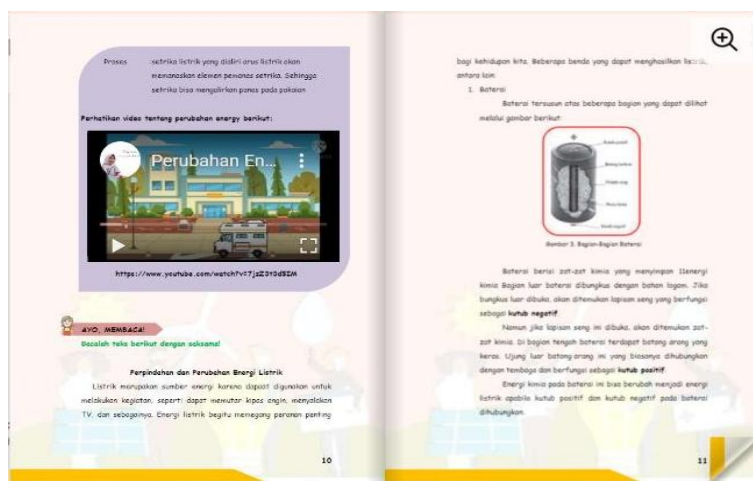 Proses :setrika listrik yang dialiri arus listrik akan
memanaskan elemen pemanas setrika. Sehingga
setrika bisa mengalirkan panas pada pakaian
Perhatikan video tentang perubahan energy berikut:
Perubahan En...
https://www.youtube.com/watch?v=
AYO, MEMBACA!
Bacalah teks berikut dengan seksama!
Perpindahan dan Perubahan Energi Listrik
Listrik merupakan sumber energi karena dapat digunakan untuk
melakukan kegiatan, seperti dapat memutar kipas angin, menyalakan
TV, dan sebagainya. Energi listrik begitu memegang peranan penting
10
bagi kehidupan kita. Beberapa benda yang dapat menghasilkan listrik,
antara lain
1. Baterai
Baterai tersusun atas beberapa bagian yang dapat dilihat
melalui gambar berikut:
Gambar 3. Bagian-Bagian Baterai
Baterai berisi zat-zat kimia yang menyimpan 11energi
kimia Bagian luar baterai dibungkus dengan bahan logam. Jika
bungkus luar dibuka, akan ditemukan lapisan seng yang berfungsi
sebagai kutub negatif.
Namun jika lapisan seng ini dibuka, akan ditemukan zat-
zat kimia. Di bagian tengah baterai terdapat batang arang yang
keras. Ujung luar batang arang ini yang biasanya dihubungkan
dengan tembaga dan berfungsi sebagai kutub positif.
Energi kimia pada baterai ini bisa berubah menjadi energi
listrik apabila kutub positif dan kutub negatif pada baterai
dihubungkan.
11